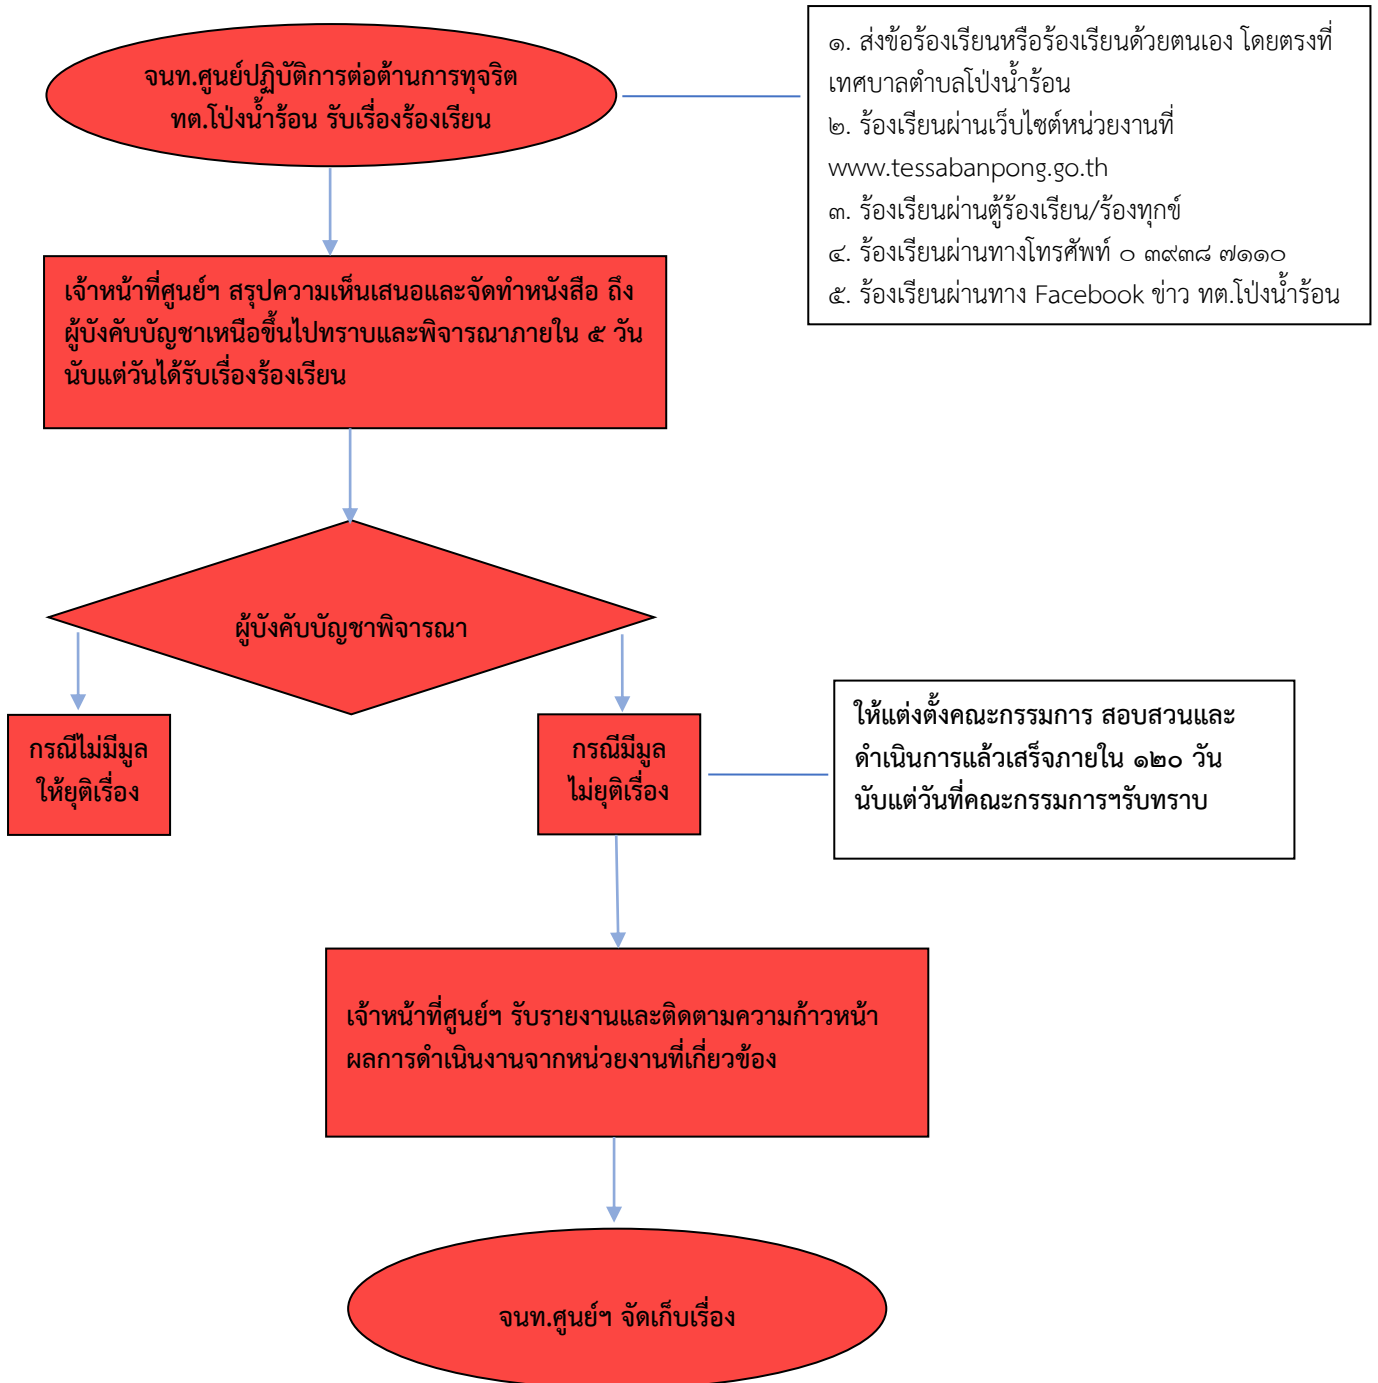 จนท.ศูนย์ปฏิบัติการต่อต้านการทุจริต
ทต.โป่งน้ำร้อน รับเรื่องร้องเรียน
๑. ส่งข้อร้องเรียนหรือร้องเรียนด้วยตนเอง โดยตรงที่
เทศบาลตำบลโป่งน้ำร้อน
๒. ร้องเรียนผ่านเว็บไซต์หน่วยงานที่
www.tessabanpong.go.th
๓. ร้องเรียนผ่านตู้ร้องเรียน/ร้องทุกข์
๔. ร้องเรียนผ่านทางโทรศัพท์ ๐ ๓๙๓๘ ๗๑๑๐
๕. ร้องเรียนผ่านทาง Facebook ข่าว ทต.โป่งน้ำร้อน
เจ้าหน้าที่ศูนย์ฯ สรุปความเห็นเสนอและจัดทำหนังสือ ถึง
ผู้บังคับบัญชาเหนือขึ้นไปทราบและพิจารณาภายใน ๕ วัน
นับแต่วันได้รับเรื่องร้องเรียน
ผู้บังคับบัญชาพิจารณา
กรณีไม่มีมูล
ให้ยุติเรื่อง
กรณีมีมูล
ไม่ยุติเรื่อง
ให้แต่งตั้งคณะกรรมการ สอบสวนและ
ดำเนินการแล้วเสร็จภายใน ๑๒๐ วัน
นับแต่วันที่คณะกรรมการฯรับทราบ
เจ้าหน้าที่ศูนย์ฯ รับรายงานและติดตามความก้าวหน้า
ผลการดำเนินงานจากหน่วยงานที่เกี่ยวข้อง
จนท.ศูนย์ฯ จัดเก็บเรื่อง